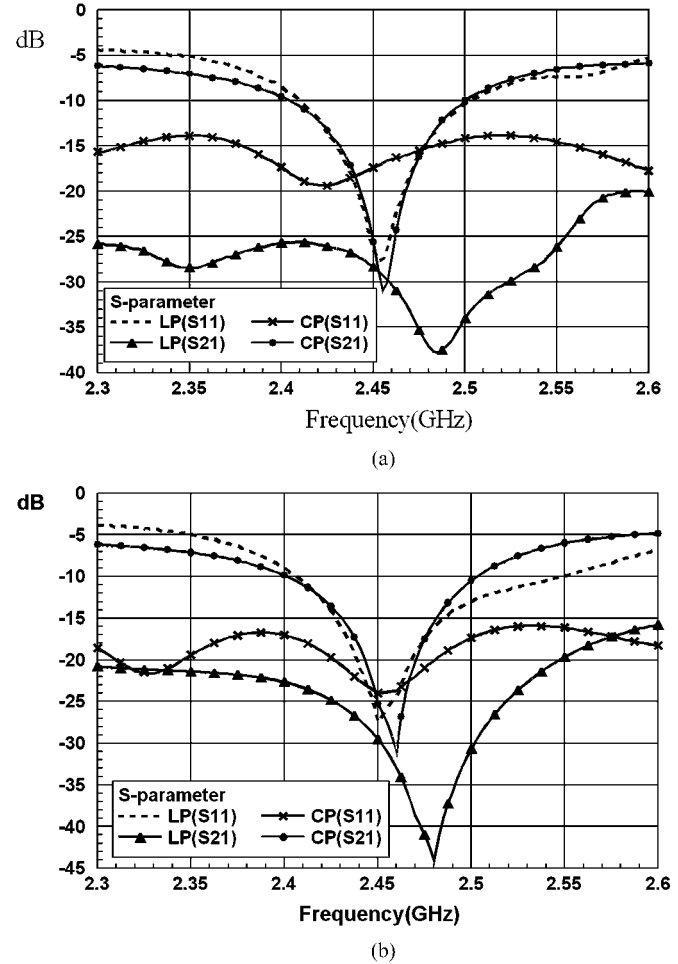 dB
0
-5
-10
-15
-20
-25
-30
-35
-40
S-parameter
LP(S11) CP(S11)
LP(S21) CP(S21)
2.3 2.35 2.4 2.45 2.5 2.55 2.6
Frequency(GHz)
(a)
dB
0
-5
-10
-15
-20
-25
-30
-35
-40
-45
S-parameter
LP(S11) CP(S11)
LP(S21) CP(S21)
2.3 2.35 2.4 2.45 2.5 2.55 2.6
Frequency(GHz)
(b)